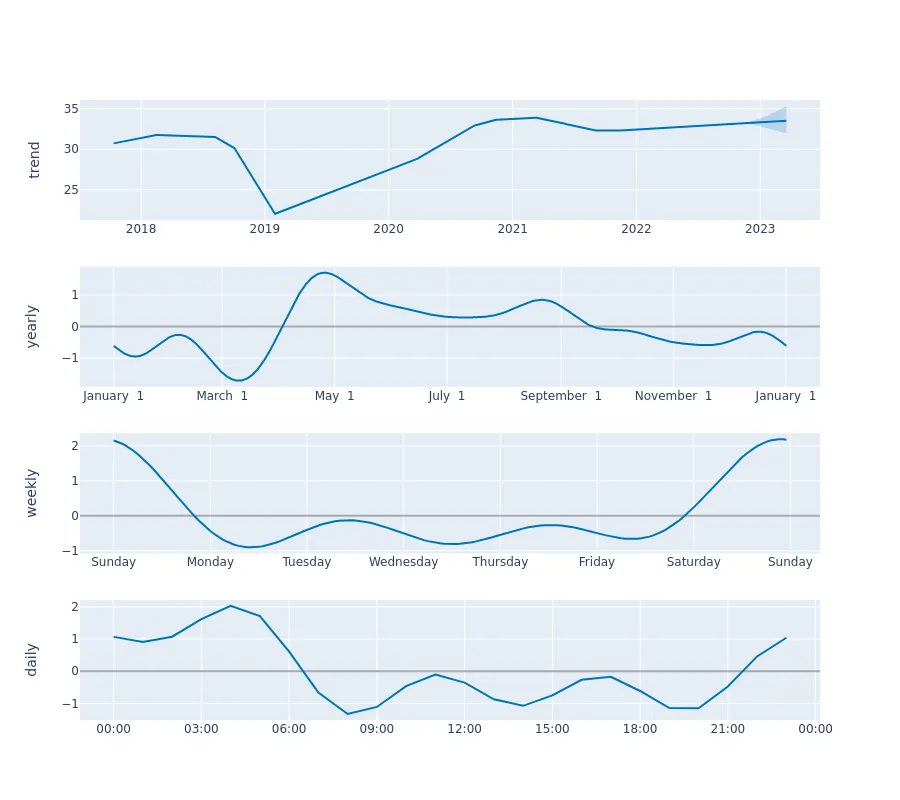 35
30
25
trend
2018 2019 2020 2021 2022 2023
1
0
−1
yearly
January 1 March 1 May 1 July 1 September 1 November 1 January 1
2
1
0
−1
weekly
Sunday Monday Tuesday Wednesday Thursday Friday Saturday Sunday
2
1
0
−1
daily
00:00 03:00 06:00 09:00 12:00 15:00 18:00 21:00 00:00